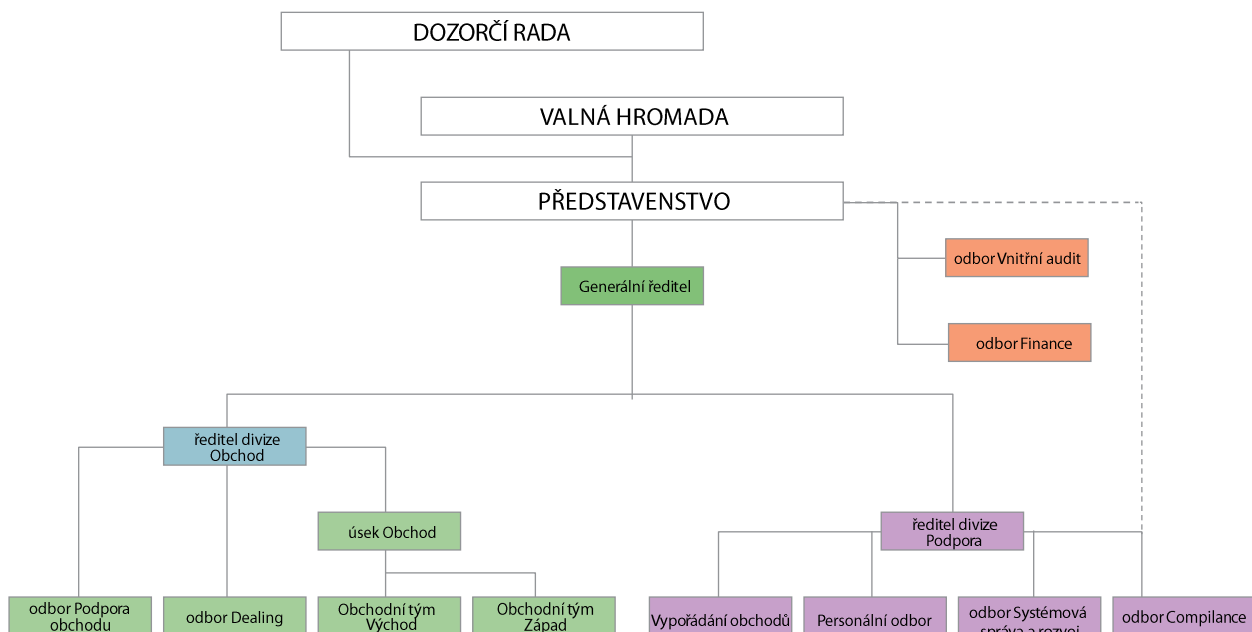 DOZORČÍ RADA
VALNÁ HROMADA
PŘEDSTAVENSTVO
odbor Vnitřní audit
Generální ředitel
odbor Finance
ředitel divize
Obchod
úsek Obchod
ředitel divize
Podpora
odbor Podpora
obchodu
odbor Dealing
Obchodní tým
Východ
Obchodní tým
Západ
Vypořádání obchodů
Personální odbor
odbor Systémová
správa a rozvoj
odbor Compilance